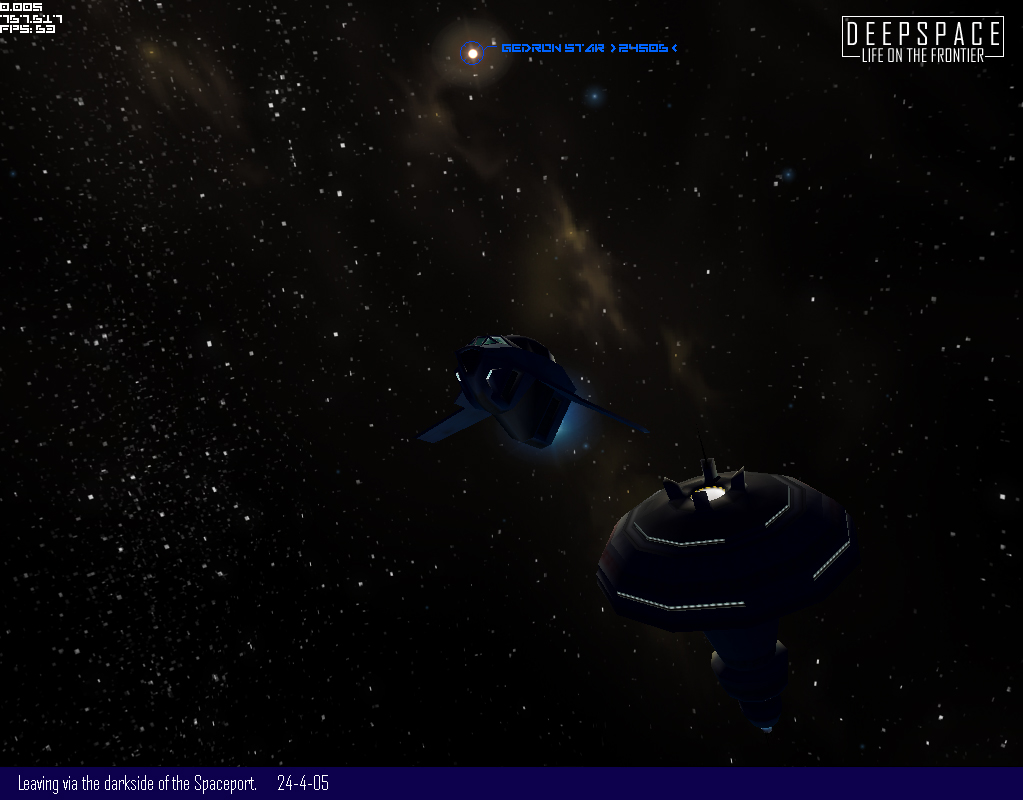 0.005
757.517
FPS: 53
GEDRON STAR >24505<
DEEPSPACE
LIFE ON THE FRONTIER
Leaving via the darkside of the Spaceport. 24-4-05